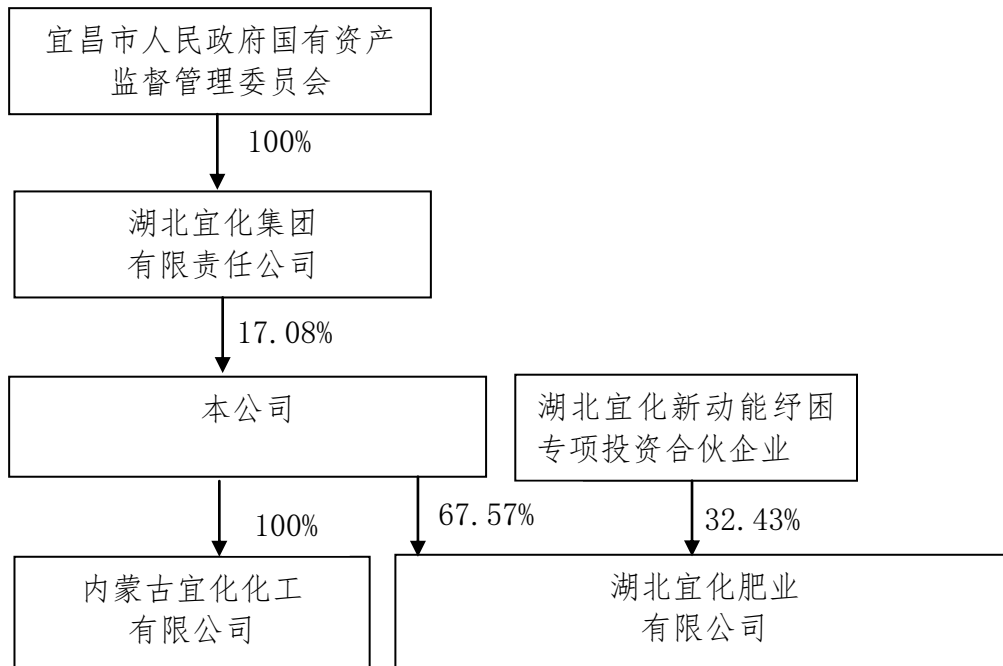 宜昌市人民政府国有资产
监督管理委员会
100%
湖北宜化集团
有限责任公司
17.08%
本公司
湖北宜化新动能纾困
专项投资合伙企业
100%
67.57%
32.43%
内蒙古宜化化工
有限公司
湖北宜化肥业
有限公司